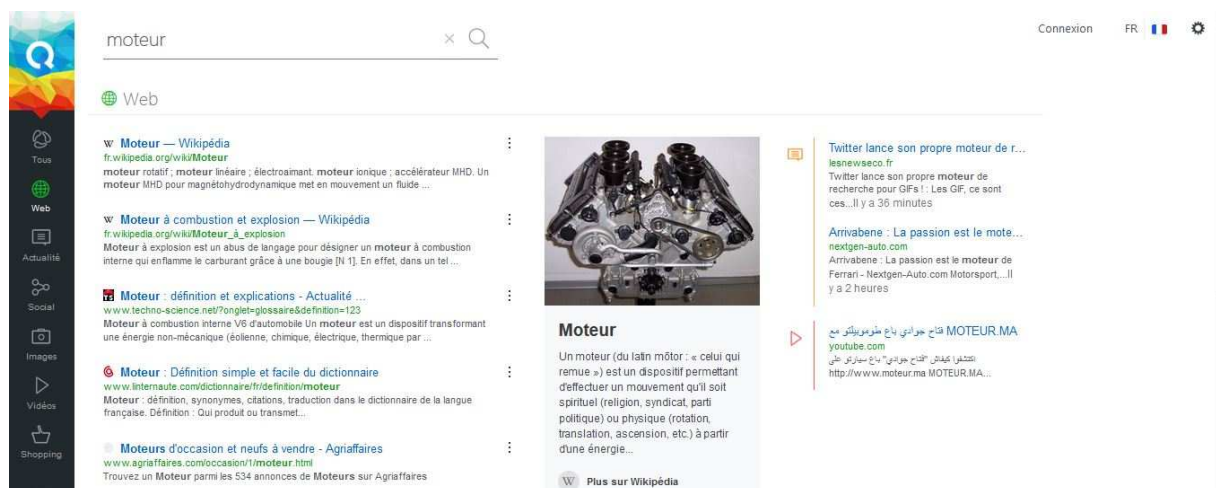 moteur
Connexion FR
Web
Tous
Web
Actualité
Social
Images
Vidéos
Shopping
Moteur — Wikipédia
fr.wikipedia.org/wiki/Moteur
moteur rotatif ; moteur linéaire ; électroaimant. moteur ionique ; accélérateur MHD. Un
moteur MHD pour magnétohydrodynamique met en mouvement un fluide ...
Moteur à combustion et explosion — Wikipédia
fr.wikipedia.org/wiki/Moteur_à_explosion
Moteur à explosion est un abus de langage pour désigner un moteur à combustion
interne qui enflamme le carburant grâce à une bougie [N 1]. En effet, dans un tel ...
Moteur : définition et explications - Actualité ...
www.techno-science.net/?onglet=glossaire&definition=123
Moteur à combustion interne V6 d'automobile Un moteur est un dispositif transformant
une énergie non-mécanique (éolienne, chimique, électrique, thermique par ...
Moteur : Définition simple et facile du dictionnaire
www.linternaute.com/dictionnaire/fr/definition/moteur
Moteur : définition, synonymes, citations, traduction dans le dictionnaire de la langue
française. Définition : Qui produit ou transmet...
Moteurs d'occasion et neufs à vendre - Agriaffaires
www.agriaffaires.com/occasion/1/moteur.html
Trouvez un Moteur parmi les 534 annonces de Moteurs sur Agriaffaires
Moteur
Un moteur (du latin mōtor : « celui qui
remue ») est un dispositif permettant
d'effectuer un mouvement qu'il soit
spirituel (religion, syndicat, parti
politique) ou physique (rotation,
translation, ascension, etc.) à partir
d'une énergie...
W Plus sur Wikipédia
Twitter lance son propre moteur de r...
lesnewseco.fr
Twitter lance son propre moteur de
recherche pour GIFs ! : Les GIF, ce sont
ces...Il y a 36 minutes
Arrivabene : La passion est le mote...
nextgen-auto.com
Arrivabene : La passion est le moteur de
Ferrari - Nextgen-Auto.com Motorsport,...Il
y a 2 heures
MOTEUR.MA فتاح جوادي باع طوموبيلتو مع
youtube.com
اكتشفوا كيفاش "فتاح جوادي" باع سيارتو على
http://www.moteur.ma MOTEUR.MA...